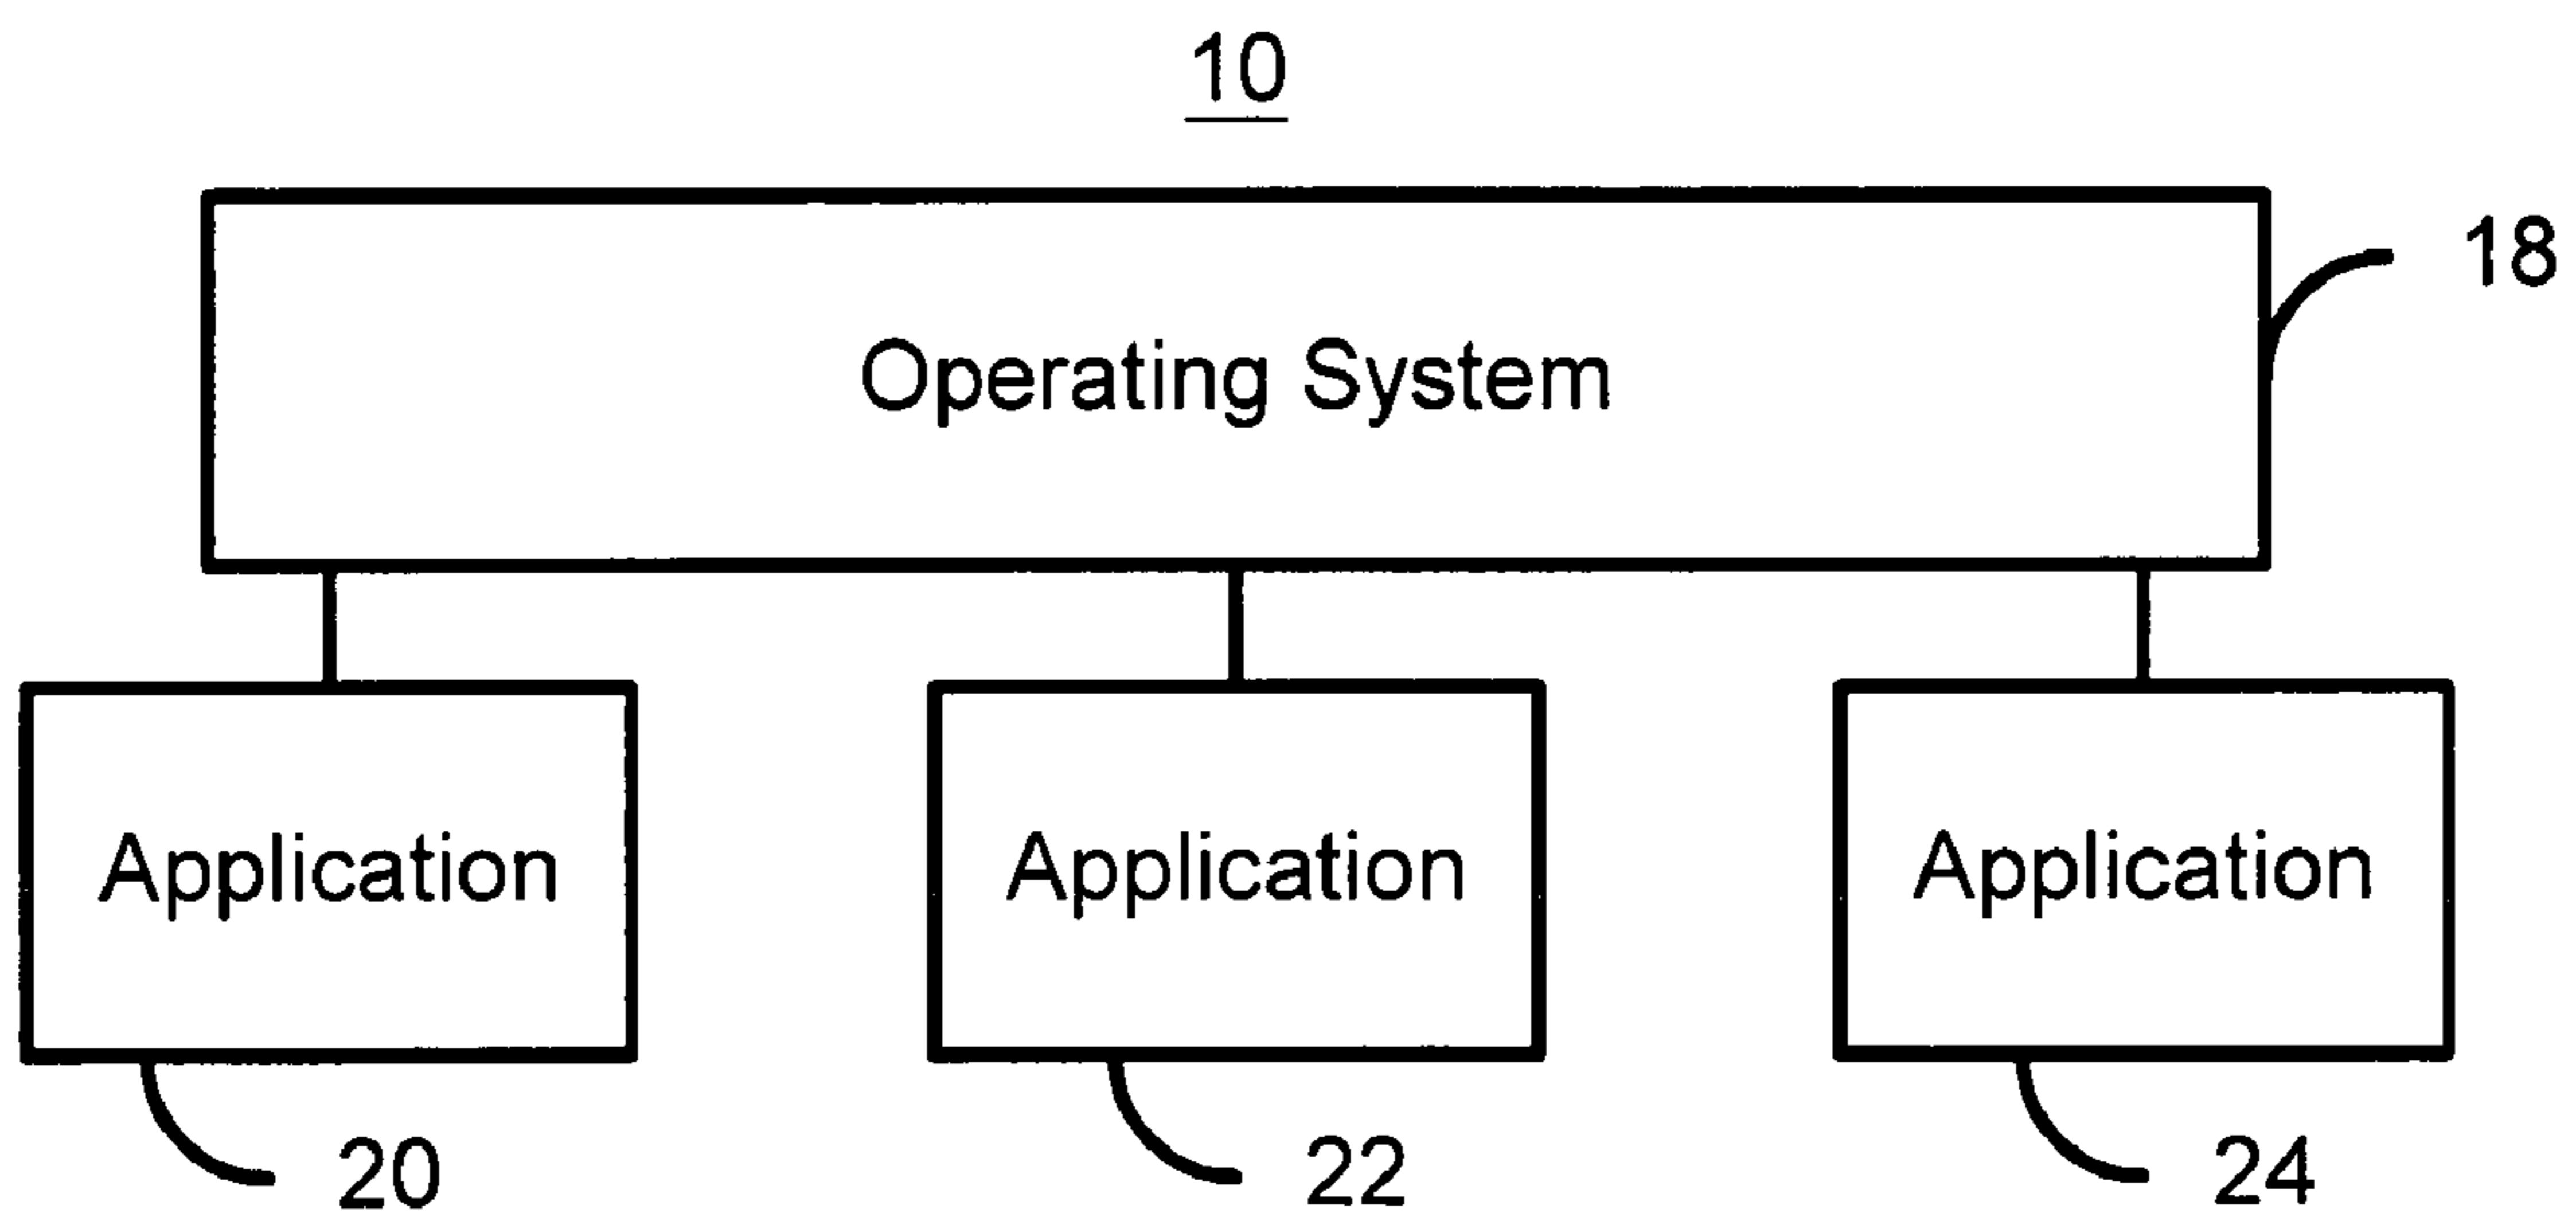 10
18
Operating System
Application Application Application
20 22 24